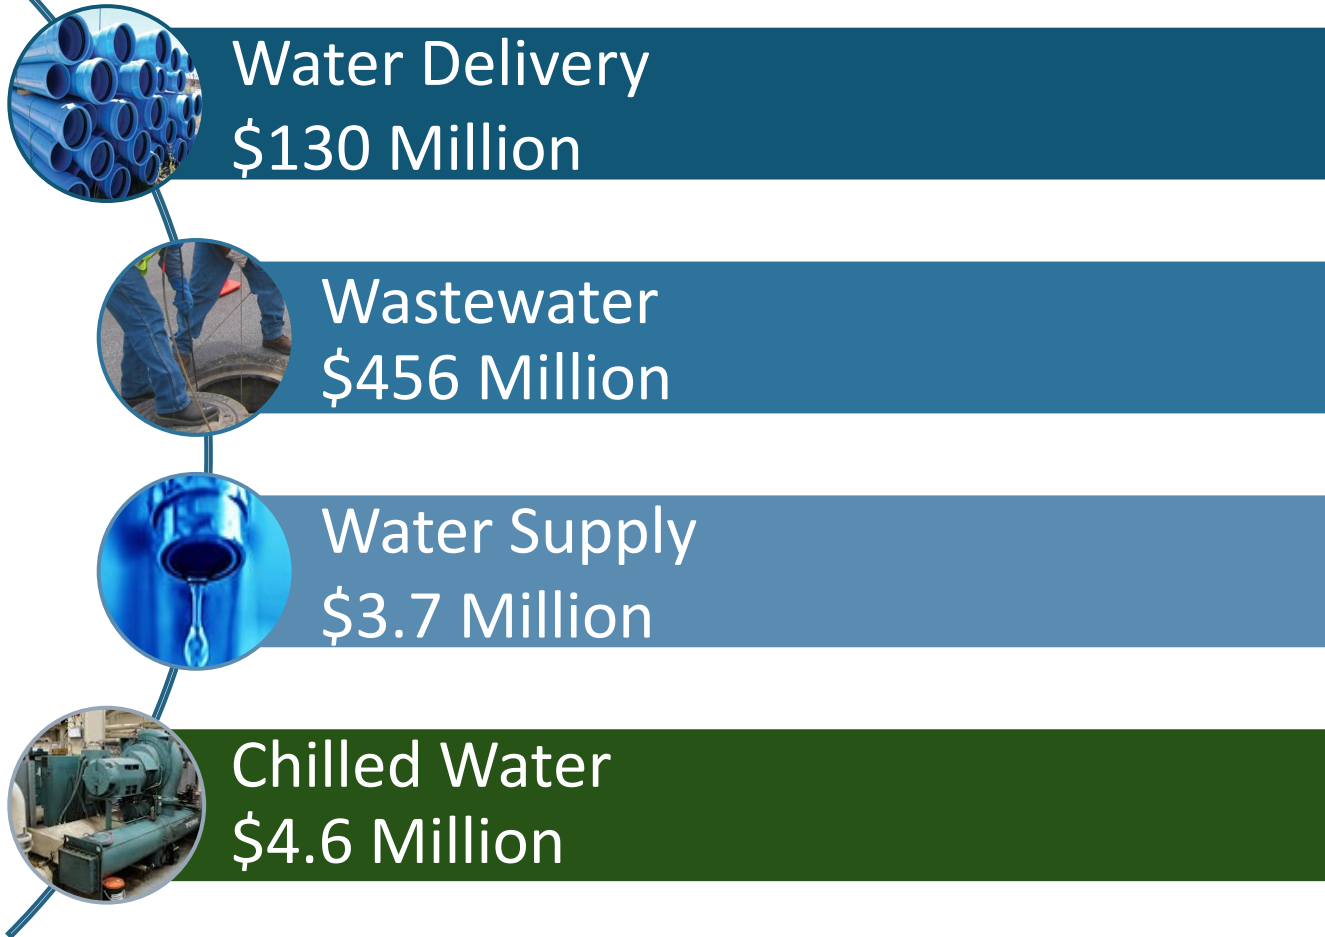 Water Delivery
$130 Million
Wastewater
$456 Million
Water Supply
$3.7 Million
Chilled Water
$4.6 Million